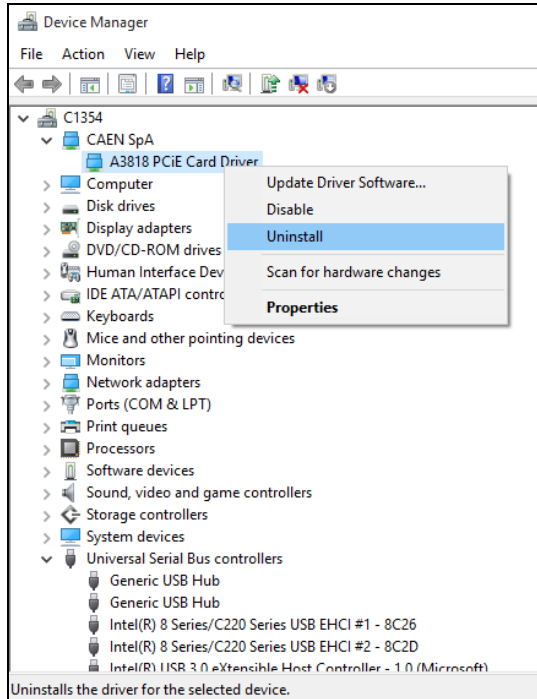 Device Manager
File Action View Help
C1354
CAEN SpA
A3818 PCiE Card Driver
Computer
Disk drives
Display adapters
DVD/CD-ROM drives
Human Interface Dev
IDE ATA/ATAPI contro
Keyboards
Mice and other pointing devices
Monitors
Network adapters
Ports (COM & LPT)
Print queues
Processors
Software devices
Sound, video and game controllers
Storage controllers
System devices
Universal Serial Bus controllers
Generic USB Hub
Generic USB Hub
Intel(R) 8 Series/C220 Series USB EHCI #1 - 8C26
Intel(R) 8 Series/C220 Series USB EHCI #2 - 8C2D
Intel(R) USB 3.0 eXtensible Host Controller - 1.0 (Microsoft)
Update Driver Software...
Disable
Uninstall
Scan for hardware changes
Properties
Uninstalls the driver for the selected device.